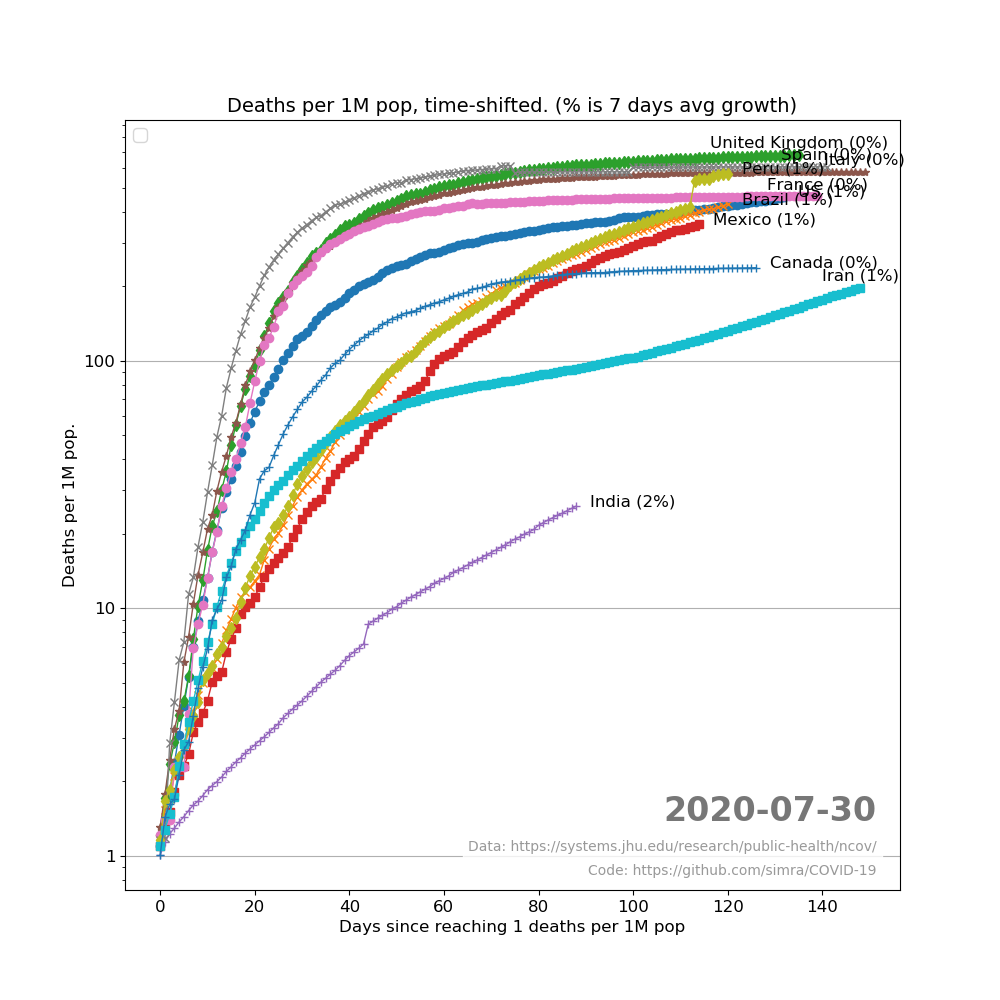 Deaths per 1M pop, time-shifted. (% is 7 days avg growth)
United Kingdom (0%)
Spain (0%)
Italy (0%)
Peru (1%)
France (0%)
US (1%)
Brazil (1%)
Mexico (1%)
Canada (0%)
Iran (1%)
100
India (2%)
Deaths per 1M pop.
10
2020-07-30
Data: https://systems.jhu.edu/research/public-health/ncov/
1
Code: https://github.com/simra/COVID-19
0 20 40 60 80 100 120 140
Days since reaching 1 deaths per 1M pop